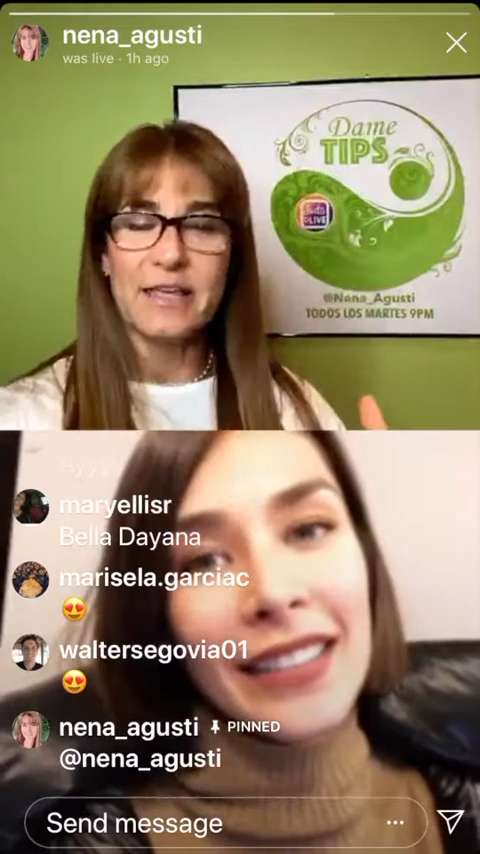 nena_agusti
was live · 1h ago
Dame
TIPS
LIVE
@Nena_Agusti
TODOS LOS MARTES 9PM
maryellisr
Bella Dayana
marisela.garciac
😍
waltersegovia01
😍
nena_agusti PINNED
@nena_agusti
Send message